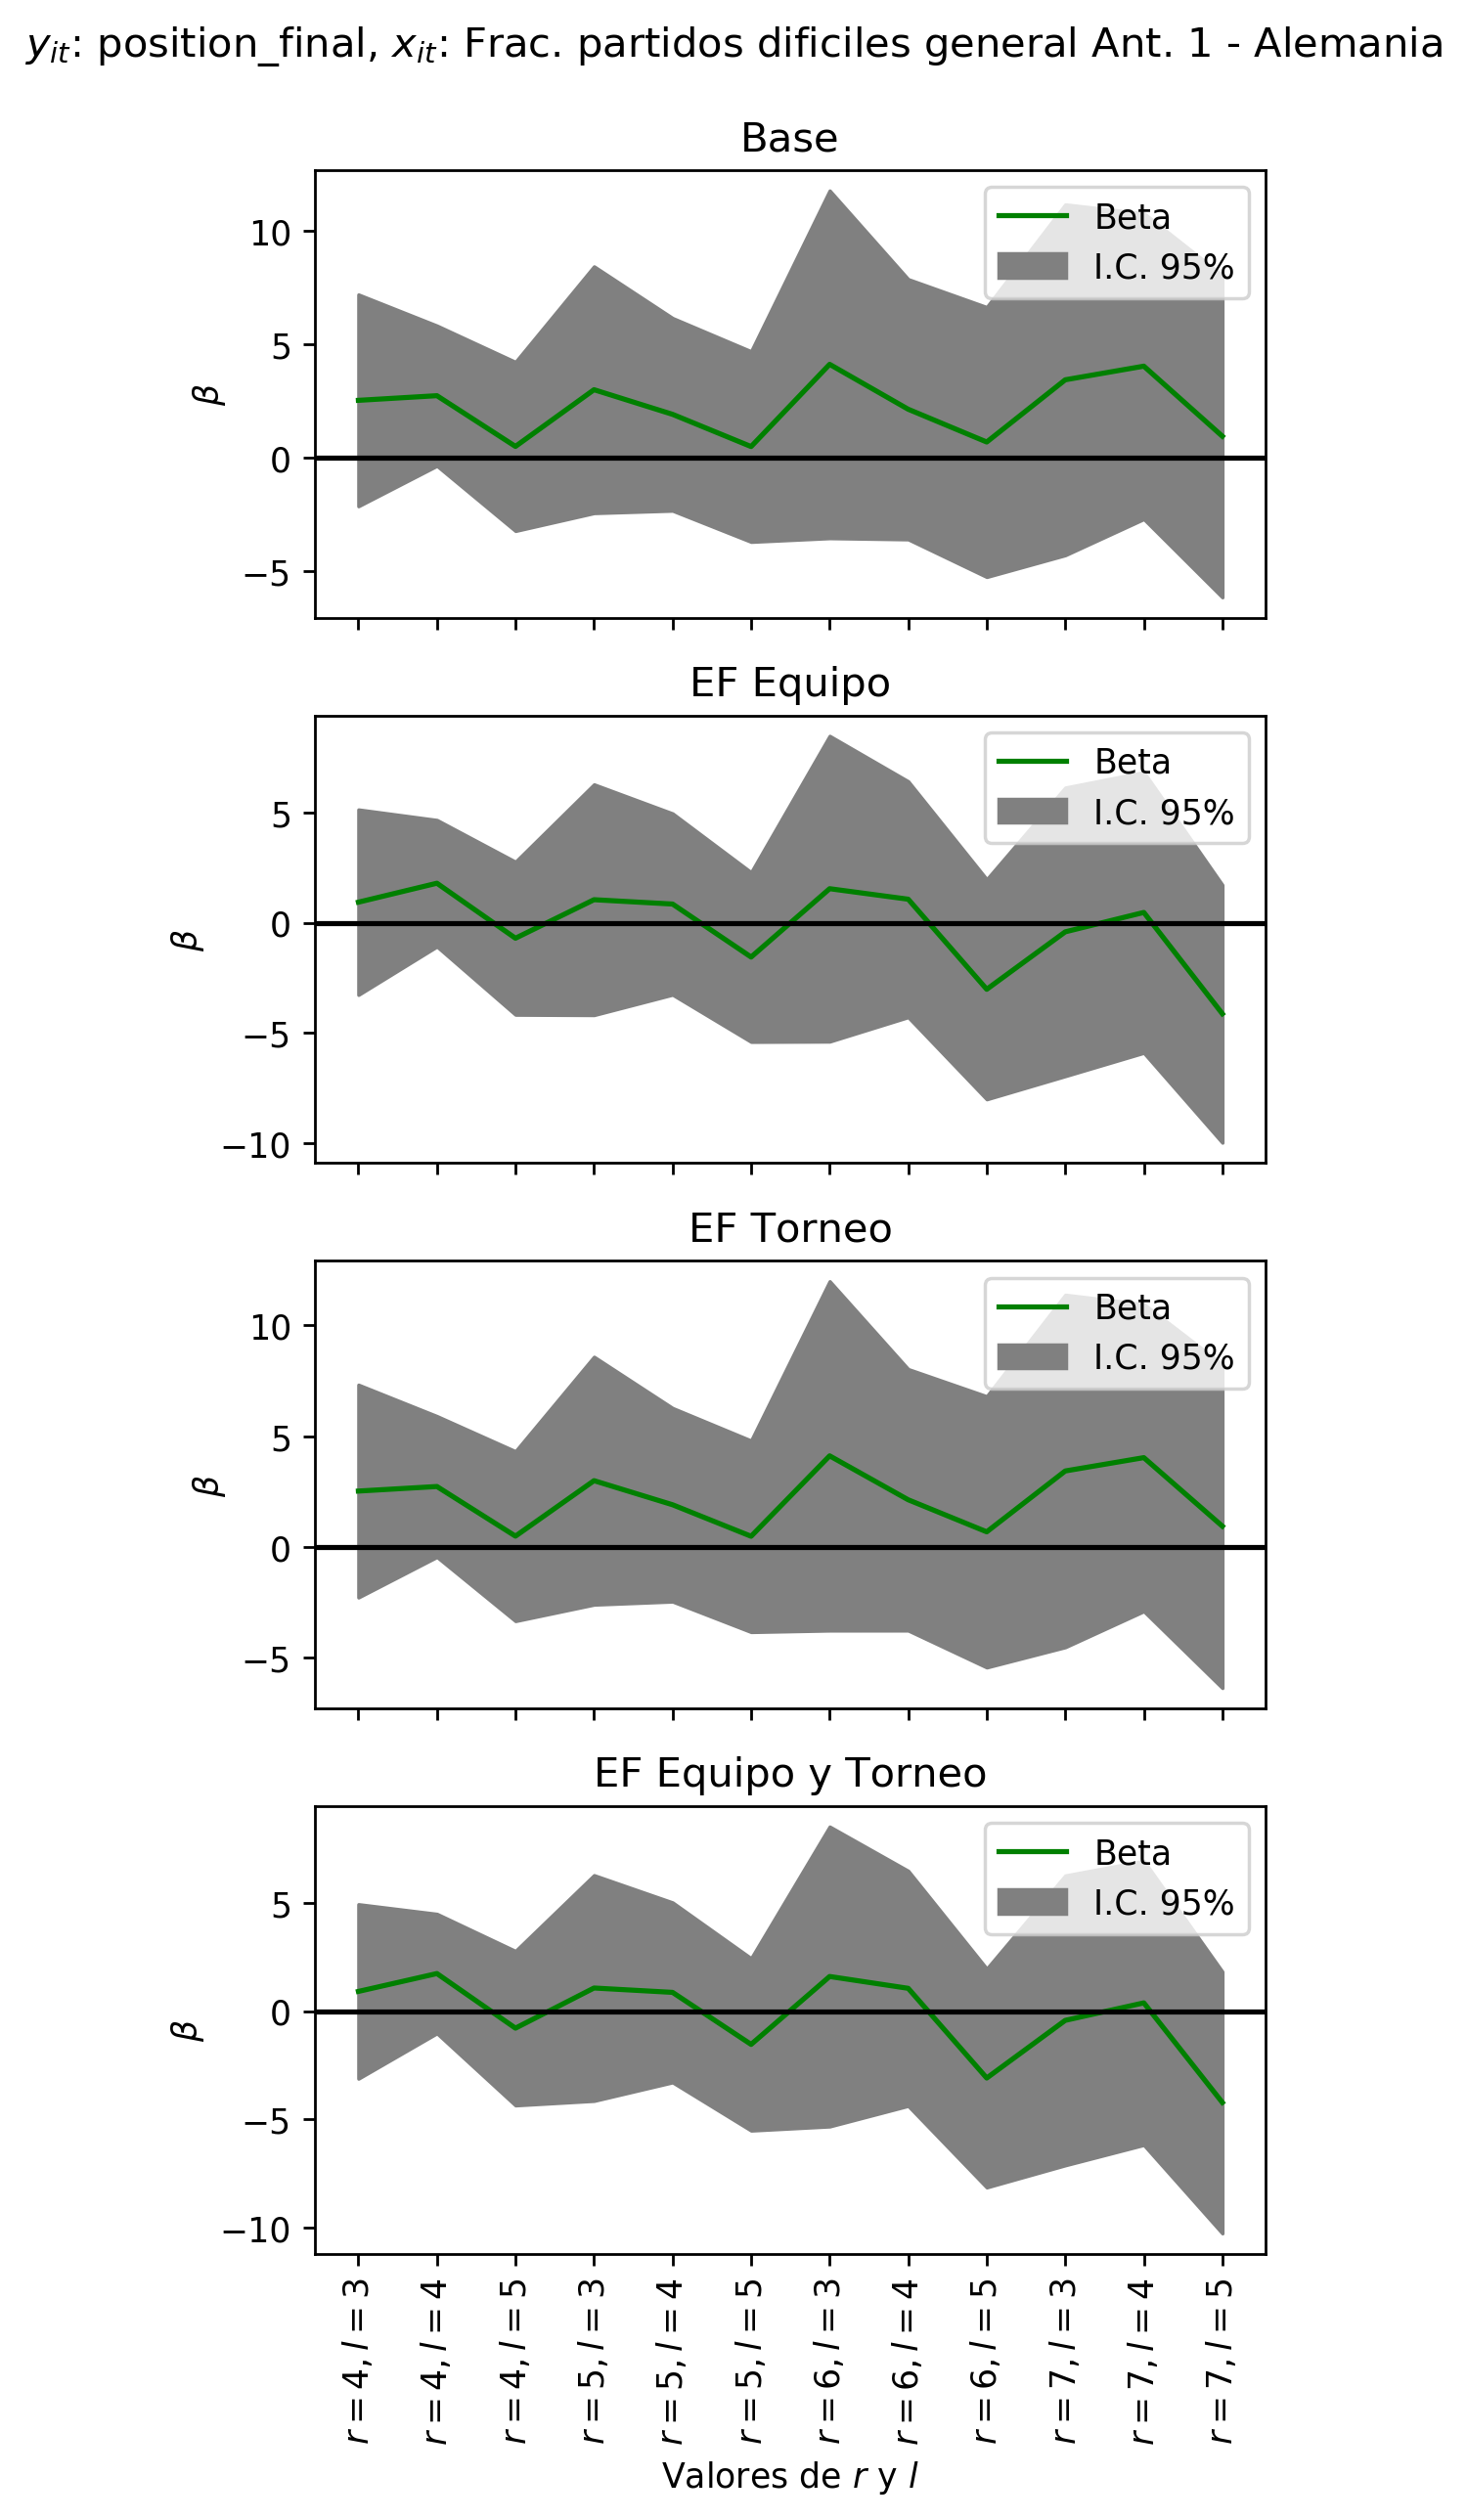 y_it: position_final, x_it: Frac. partidos dificiles general Ant. 1 - Alemania
Base
Beta
I.C. 95%
10
5
0
−5
β
EF Equipo
Beta
I.C. 95%
5
0
−5
−10
β
EF Torneo
Beta
I.C. 95%
10
5
0
−5
β
EF Equipo y Torneo
Beta
I.C. 95%
5
0
−5
−10
β
r = 4, l = 3
r = 4, l = 4
r = 4, l = 5
r = 5, l = 3
r = 5, l = 4
r = 5, l = 5
r = 6, l = 3
r = 6, l = 4
r = 6, l = 5
r = 7, l = 3
r = 7, l = 4
r = 7, l = 5
Valores de r y l